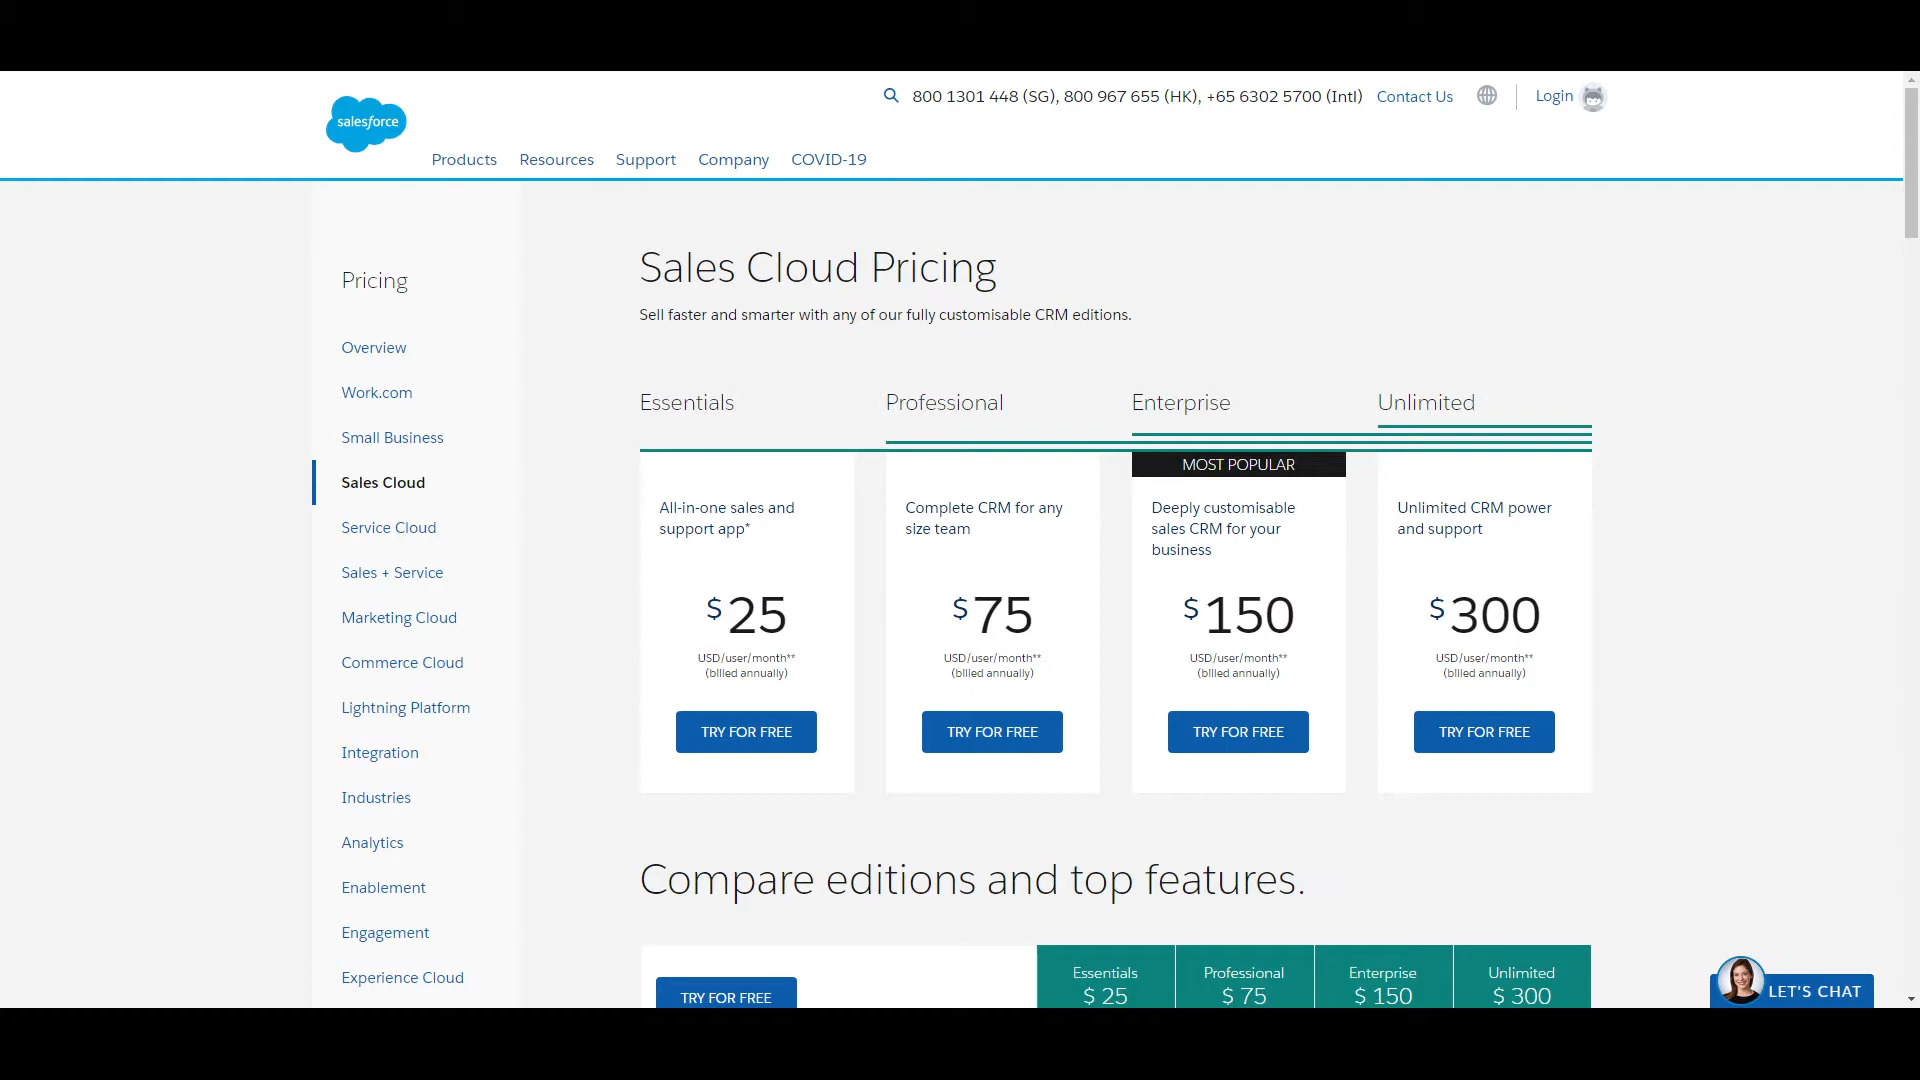 800 1301 448 (SG), 800 967 655 (HK), +65 6302 5700 (Intl) Contact Us Login
salesforce
Products Resources Support Company COVID-19
Pricing
Overview
Work.com
Small Business
Sales Cloud
Service Cloud
Sales + Service
Marketing Cloud
Commerce Cloud
Lightning Platform
Integration
Industries
Analytics
Enablement
Engagement
Experience Cloud
Sales Cloud Pricing
Sell faster and smarter with any of our fully customisable CRM editions.
Essentials
All-in-one sales and
support app*
$25
USD/user/month**
(billed annually)
TRY FOR FREE
Professional
Complete CRM for any
size team
$75
USD/user/month**
(billed annually)
TRY FOR FREE
Enterprise
MOST POPULAR
Deeply customisable
sales CRM for your
business
$150
USD/user/month**
(billed annually)
TRY FOR FREE
Unlimited
Unlimited CRM power
and support
$300
USD/user/month**
(billed annually)
TRY FOR FREE
Compare editions and top features.
TRY FOR FREE
Essentials
$ 25
Professional
$ 75
Enterprise
$ 150
Unlimited
$ 300
LET'S CHAT